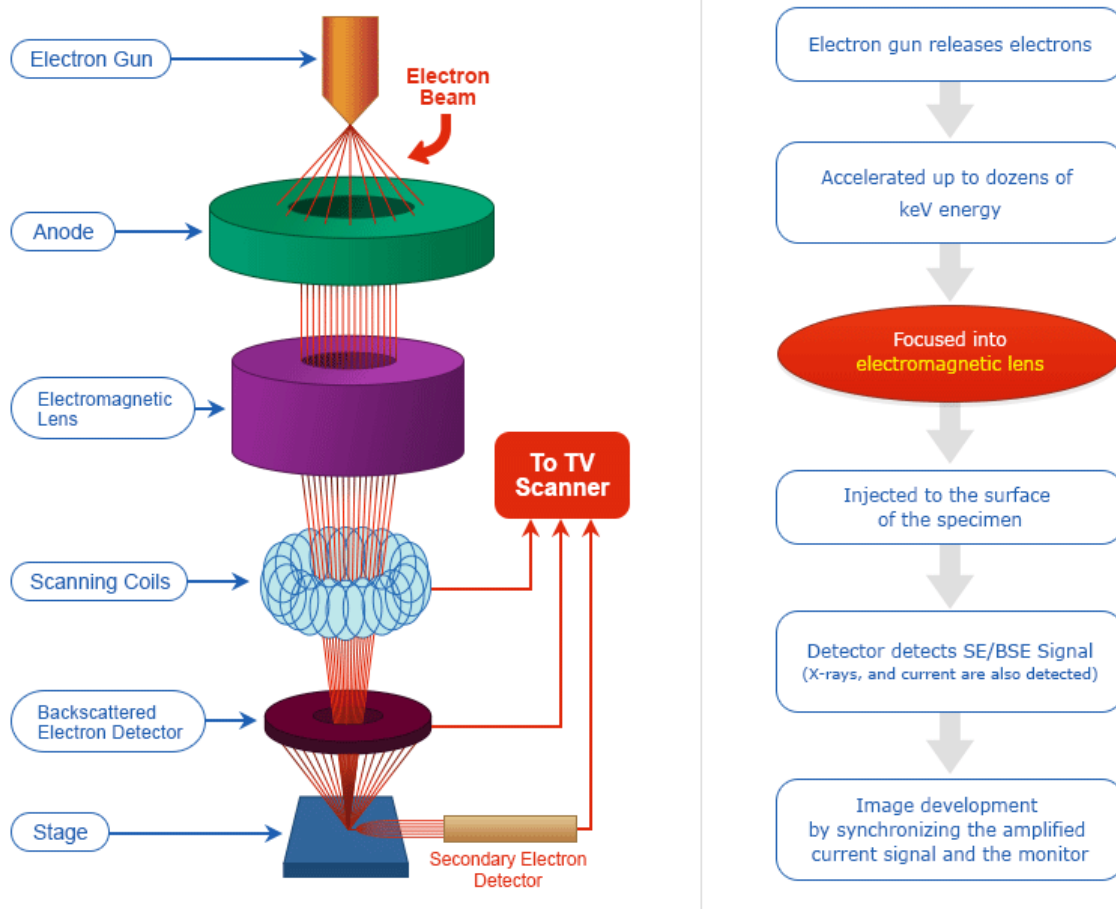 Electron Gun
Electron
Beam
Anode
Electromagnetic
Lens
To TV
Scanner
Scanning Coils
Backscattered
Electron Detector
Stage
Secondary Electron
Detector
Electron gun releases electrons
Accelerated up to dozens of
keV energy
Focused into
electromagnetic lens
Injected to the surface
of the specimen
Detector detects SE/BSE Signal
(X-rays, and current are also detected)
Image development
by synchronizing the amplified
current signal and the monitor